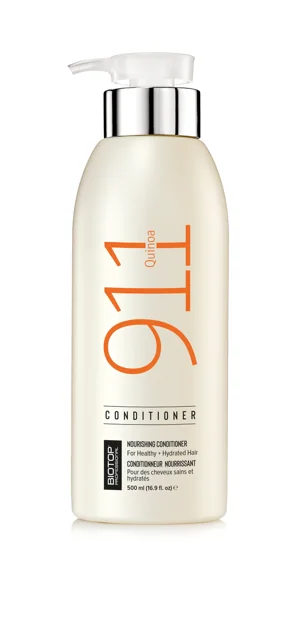 911
Quinoa
CONDITIONER
BIOTOP
PROFESSIONAL
NOURISHING CONDITIONER
For Healthy + Hydrated Hair
CONDITIONNEUR NOURRISSANT
Pour des cheveux sains et
hydratés
500 ml (16.9 fl. oz) ℮